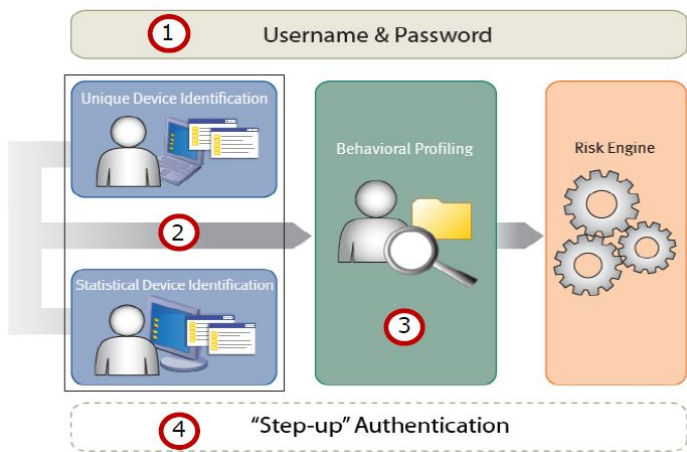 1
Username & Password
Unique Device Identification
Behavioral Profiling
Risk Engine
2
Statistical Device Identification
3
4
"Step-up" Authentication